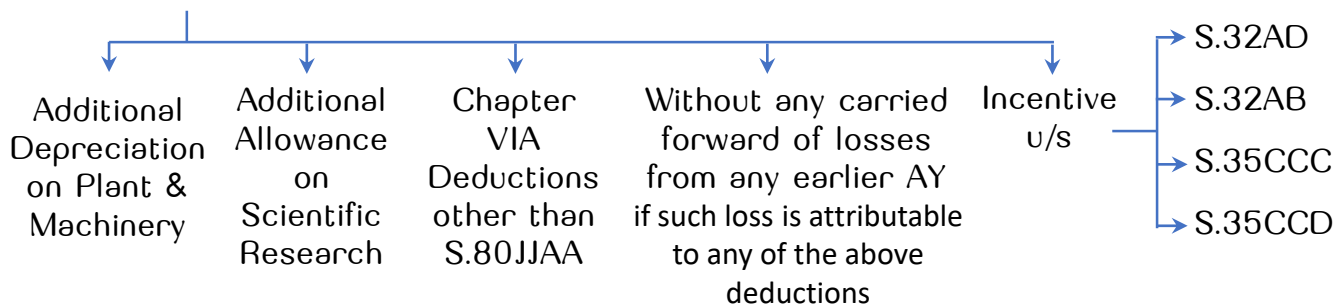 Additional
Depreciation
on Plant &
Machinery
Additional
Allowance
on
Scientific
Research
Chapter
VIA
Deductions
other than
S.80JJAA
Without any carried
forward of losses
from any earlier AY
if such loss is attributable
to any of the above
deductions
Incentive
u/s
S.32AD
S.32AB
S.35CCC
S.35CCD